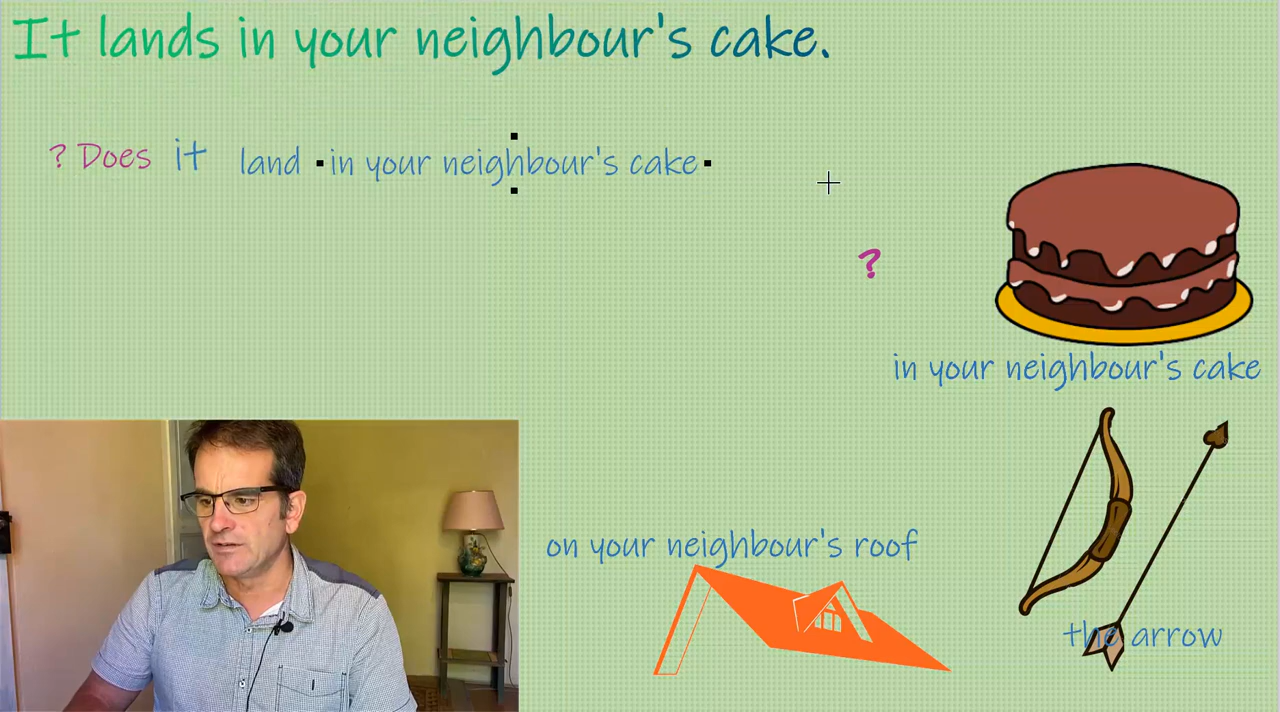 It lands in your neighbour's cake.
? Does it land in your neighbour's cake
?
in your neighbour's cake
on your neighbour's roof
the arrow